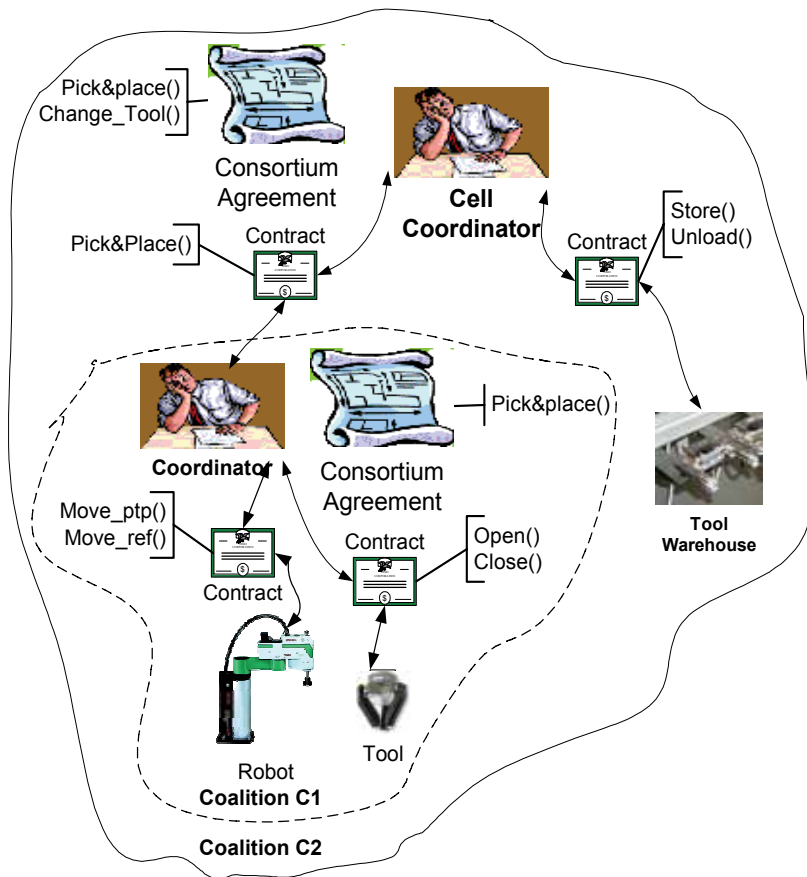 Pick&place()
Change_Tool()
Consortium
Agreement
Cell
Coordinator
Pick&Place()
Contract
$
Contract
$
Store()
Unload()
Coordinator
Consortium
Agreement
Pick&place()
Move_ptp()
Move_ref()
$
Contract
Contract
$
Open()
Close()
Tool
Warehouse
Robot
Tool
Coalition C1
Coalition C2